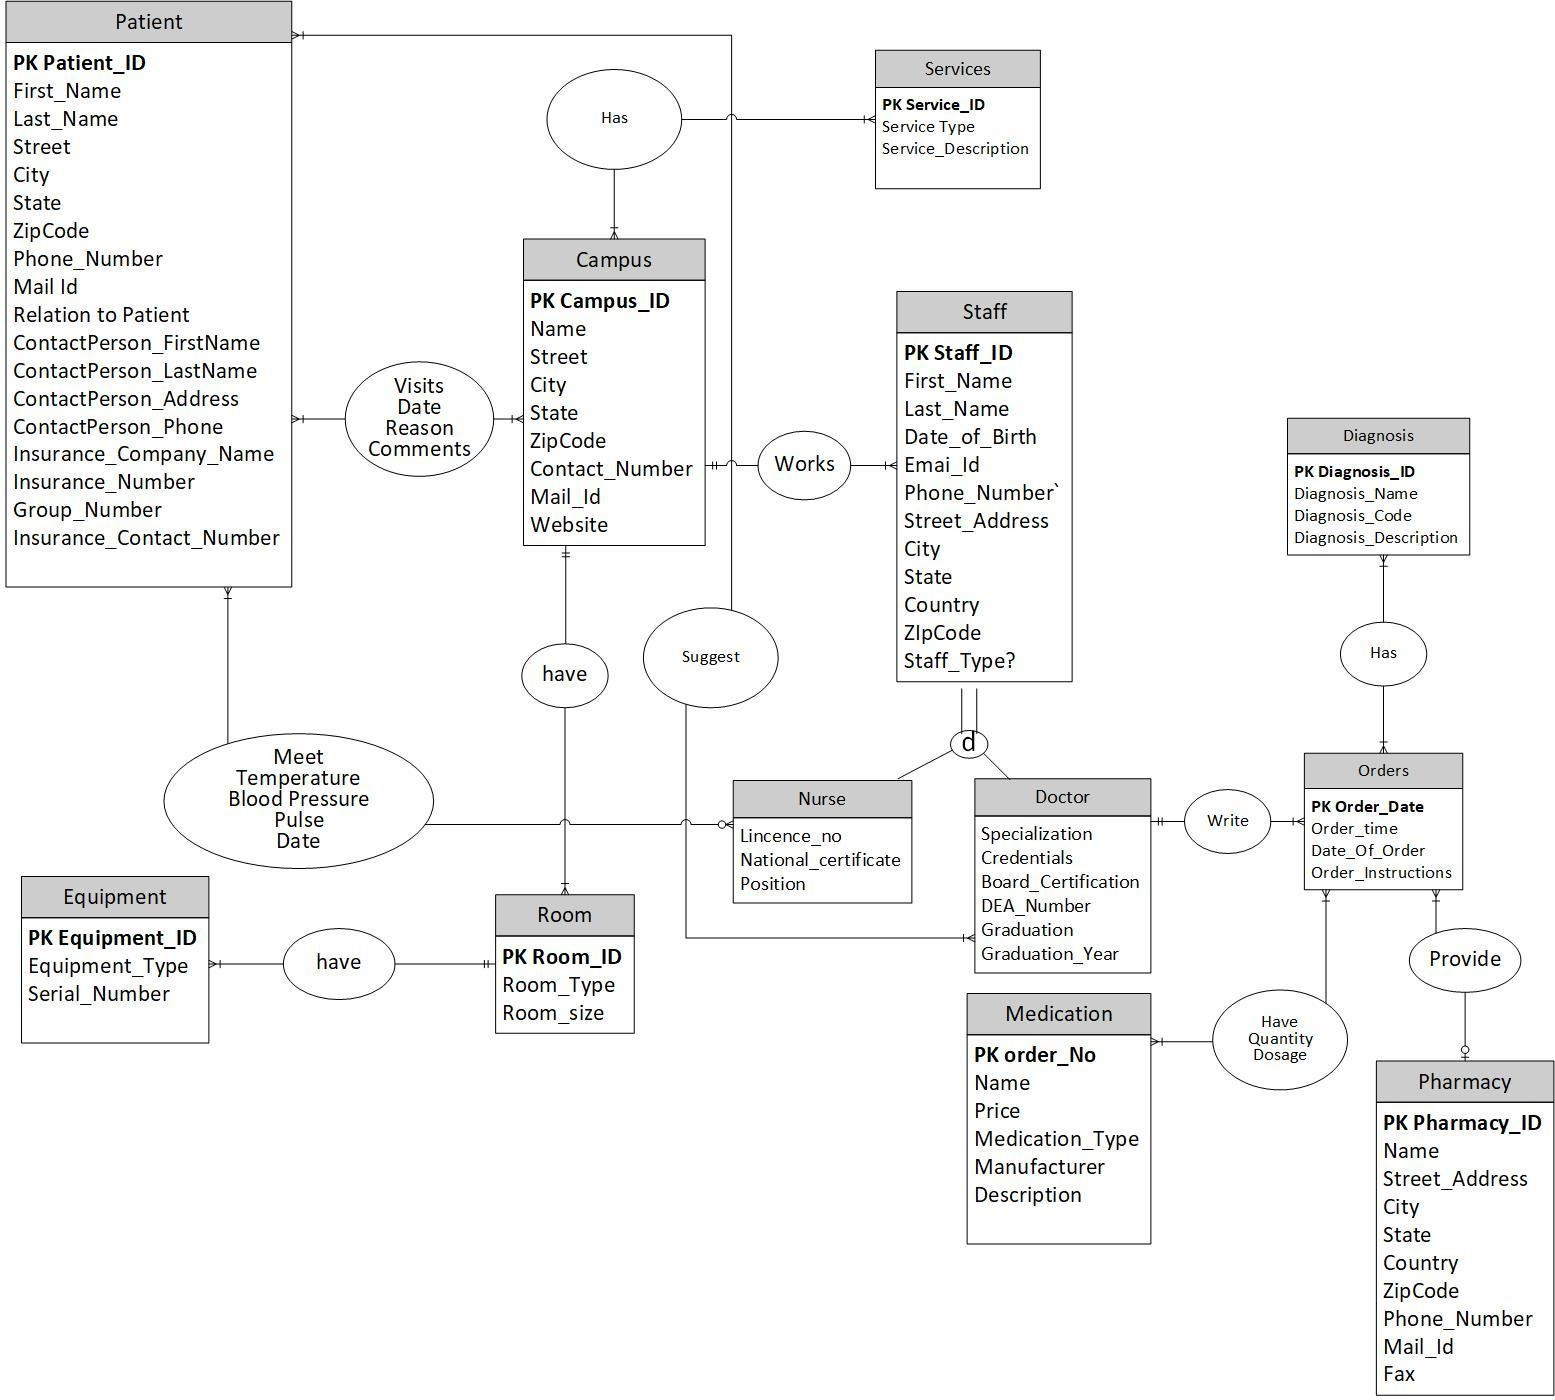 Patient
PK Patient_ID
First_Name
Last_Name
Street
City
State
ZipCode
Phone_Number
Mail Id
Relation to Patient
ContactPerson_FirstName
ContactPerson_LastName
ContactPerson_Address
ContactPerson_Phone
Insurance_Company_Name
Insurance_Number
Group_Number
Insurance_Contact_Number
Has
Services
PK Service_ID
Service Type
Service_Description
Campus
PK Campus_ID
Name
Street
City
State
ZipCode
Contact_Number
Mail_Id
Website
Visits
Date
Reason
Comments
Works
Staff
PK Staff_ID
First_Name
Last_Name
Date_of_Birth
Emai_Id
Phone_Number`
Street_Address
City
State
Country
ZIpCode
Staff_Type?
Diagnosis
PK Diagnosis_ID
Diagnosis_Name
Diagnosis_Code
Diagnosis_Description
have
Suggest
Has
d
Meet
Temperature
Blood Pressure
Pulse
Date
Nurse
Lincence_no
National_certificate
Position
Doctor
Specialization
Credentials
Board_Certification
DEA_Number
Graduation
Graduation_Year
Write
Orders
PK Order_Date
Order_time
Date_Of_Order
Order_Instructions
Equipment
PK Equipment_ID
Equipment_Type
Serial_Number
have
Room
PK Room_ID
Room_Type
Room_size
Medication
PK order_No
Name
Price
Medication_Type
Manufacturer
Description
Have
Quantity
Dosage
Provide
Pharmacy
PK Pharmacy_ID
Name
Street_Address
City
State
Country
ZipCode
Phone_Number
Mail_Id
Fax